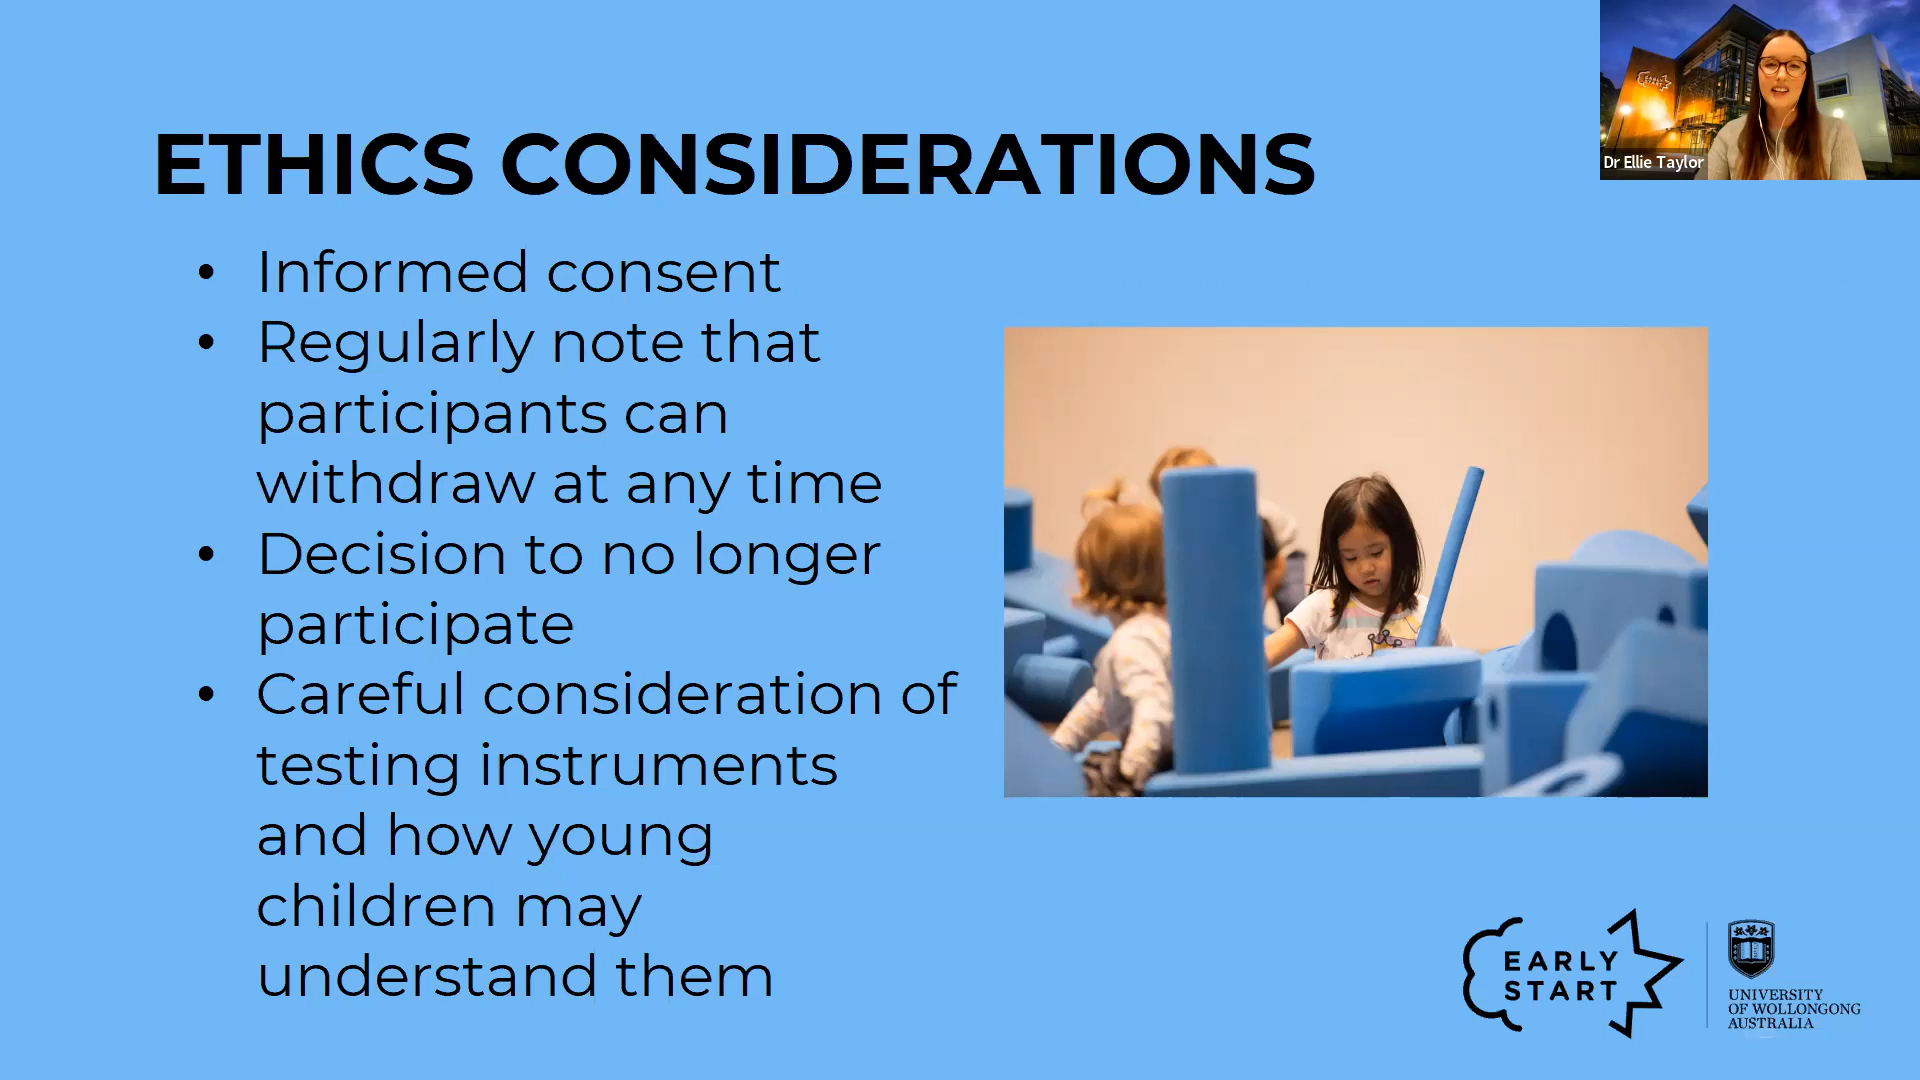 ETHICS CONSIDERATIONS
• Informed consent
• Regularly note that
participants can
withdraw at any time
• Decision to no longer
participate
• Careful consideration of
testing instruments
and how young
children may
understand them
EARLY
START
Dr Ellie Taylor
EARLY
START
UNIVERSITY
OF WOLLONGONG
AUSTRALIA